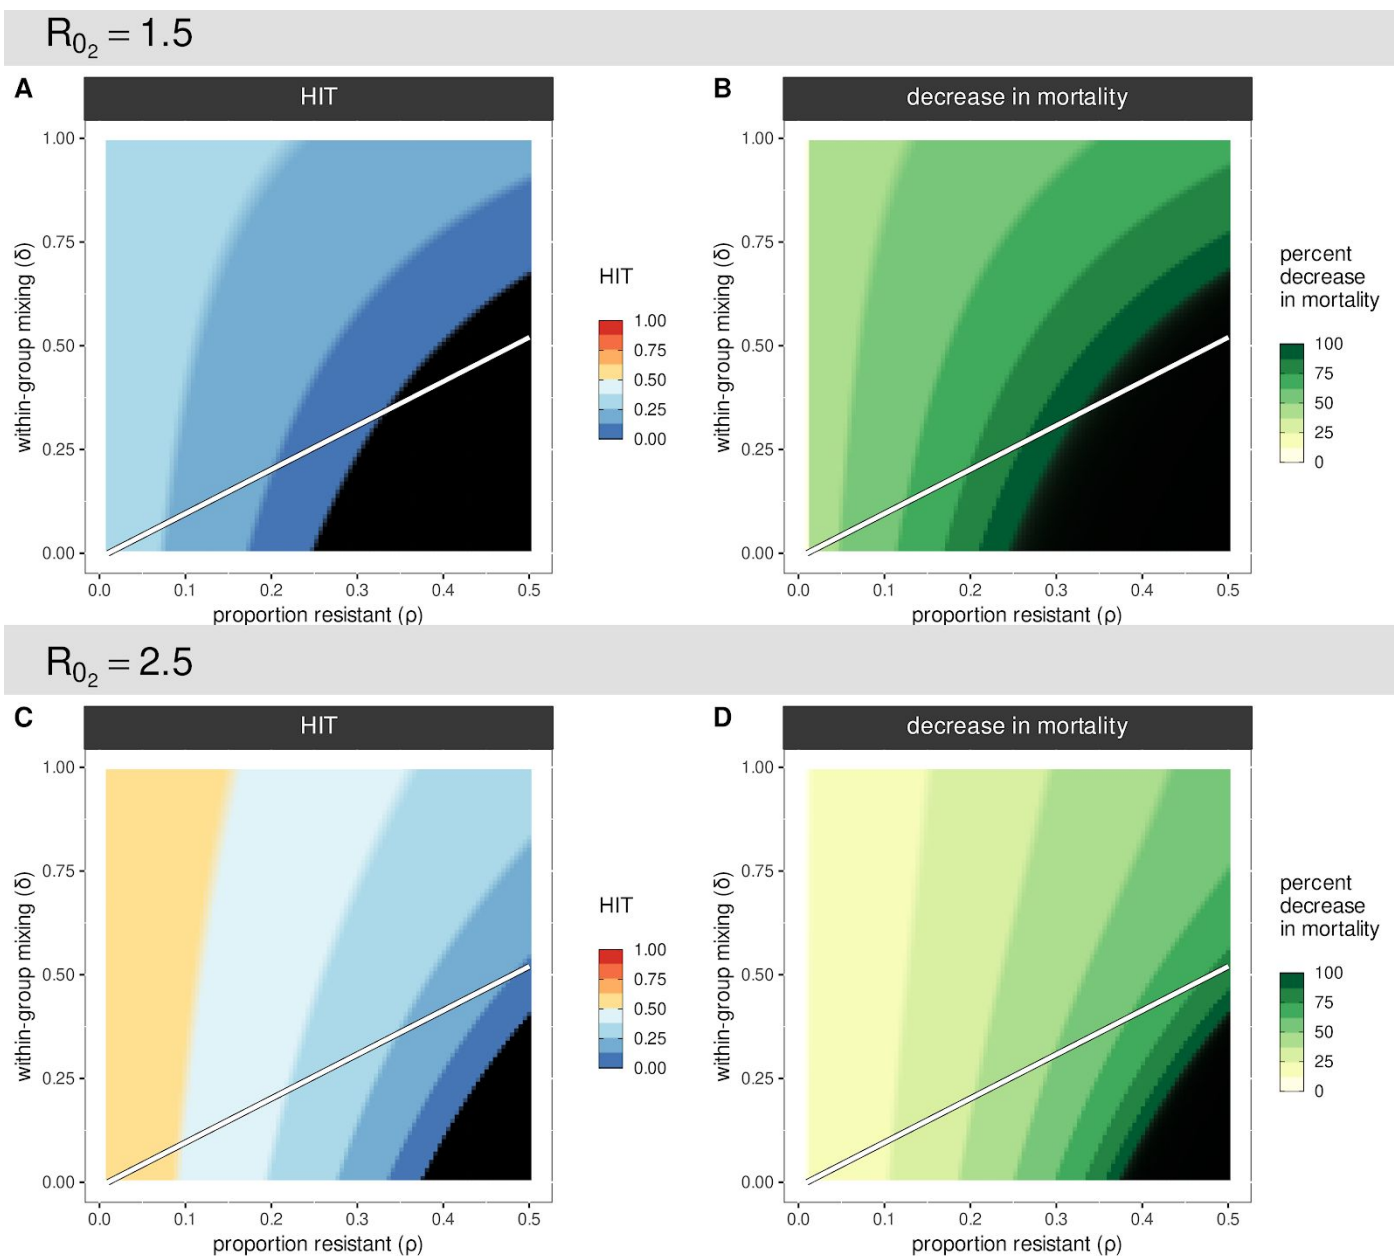 R₀₂ = 1.5
A
HIT
1.00
0.75
0.50
0.25
0.00
within-group mixing (δ)
0.0 0.1 0.2 0.3 0.4 0.5
proportion resistant (ρ)
HIT
1.00
0.75
0.50
0.25
0.00
B
decrease in mortality
1.00
0.75
0.50
0.25
0.00
within-group mixing (δ)
0.0 0.1 0.2 0.3 0.4 0.5
proportion resistant (ρ)
percent
decrease
in mortality
100
75
50
25
0
R₀₂ = 2.5
C
HIT
1.00
0.75
0.50
0.25
0.00
within-group mixing (δ)
0.0 0.1 0.2 0.3 0.4 0.5
proportion resistant (ρ)
HIT
1.00
0.75
0.50
0.25
0.00
D
decrease in mortality
1.00
0.75
0.50
0.25
0.00
within-group mixing (δ)
0.0 0.1 0.2 0.3 0.4 0.5
proportion resistant (ρ)
percent
decrease
in mortality
100
75
50
25
0